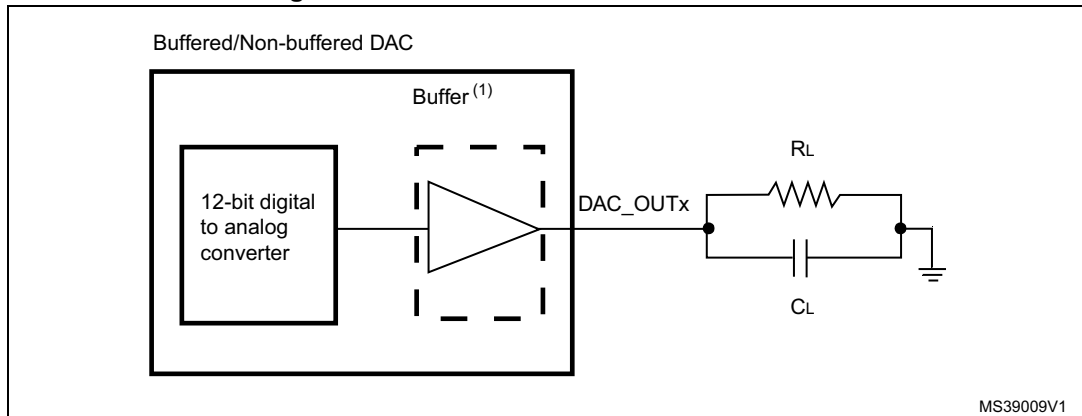 Buffered/Non-buffered DAC
Buffer (1)
12-bit digital
to analog
converter
DAC_OUTx
RL
CL
MS39009V1